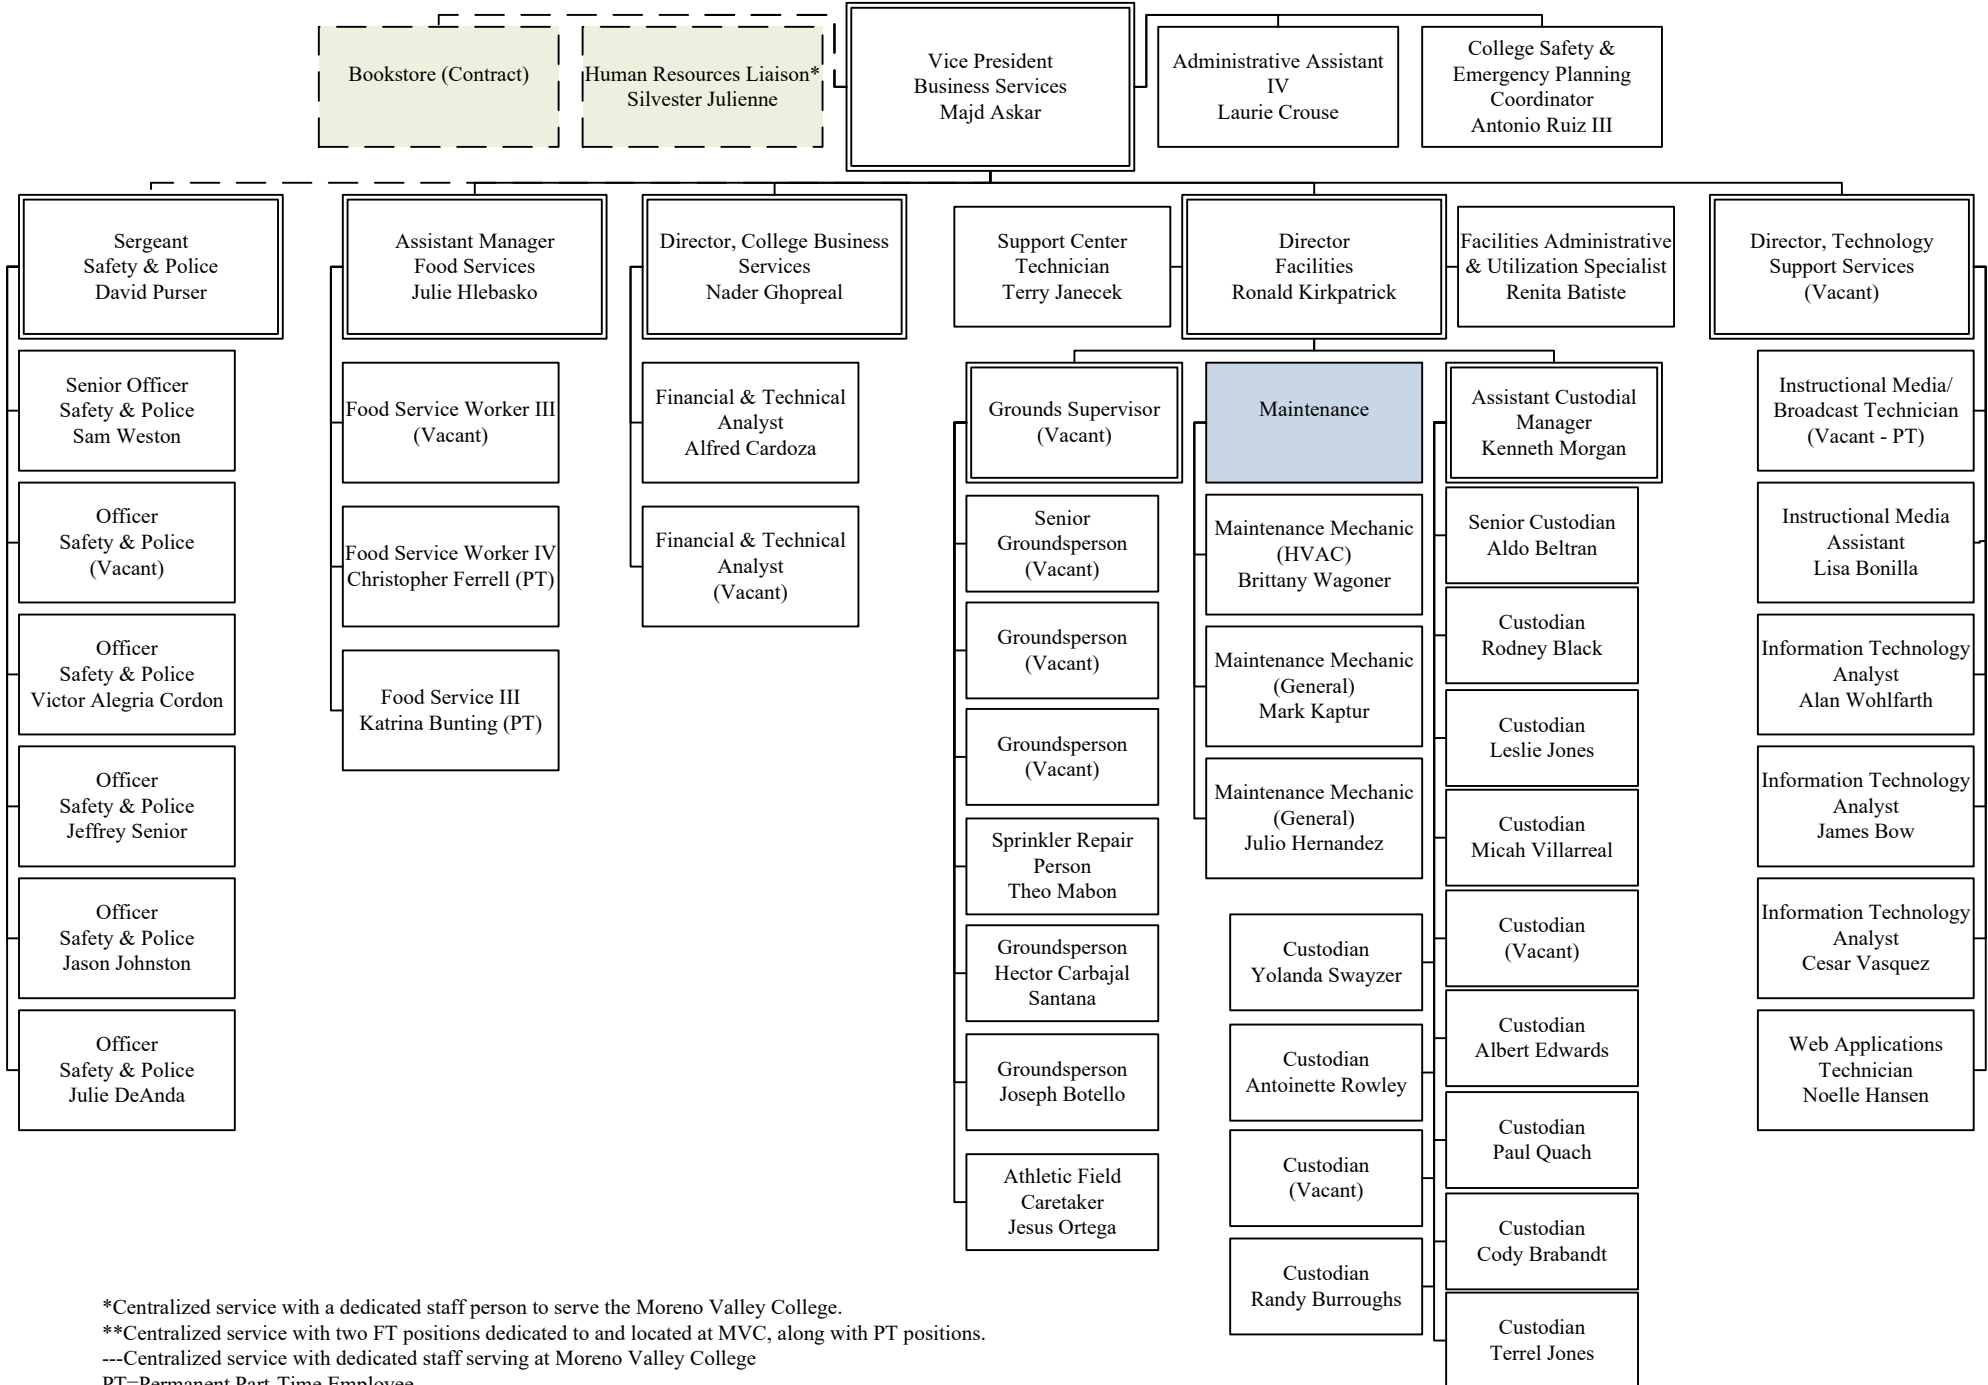 Bookstore (Contract)
Human Resources Liaison*
Silvester Julienne
Vice President
Business Services
Majd Askar
Administrative Assistant
IV
Laurie Crouse
College Safety &
Emergency Planning
Coordinator
Antonio Ruiz III
Sergeant
Safety & Police
David Purser
Senior Officer
Safety & Police
Sam Weston
Officer
Safety & Police
(Vacant)
Officer
Safety & Police
Victor Alegria Cordon
Officer
Safety & Police
Jeffrey Senior
Officer
Safety & Police
Jason Johnston
Officer
Safety & Police
Julie DeAnda
Assistant Manager
Food Services
Julie Hlebasko
Food Service Worker III
(Vacant)
Food Service Worker IV
Christopher Ferrell (PT)
Food Service III
Katrina Bunting (PT)
Director, College Business
Services
Nader Ghopreal
Financial & Technical
Analyst
Alfred Cardoza
Financial & Technical
Analyst
(Vacant)
Support Center
Technician
Terry Janecek
Director
Facilities
Ronald Kirkpatrick
Facilities Administrative
& Utilization Specialist
Renita Batiste
Grounds Supervisor
(Vacant)
Senior
Groundsperson
(Vacant)
Groundsperson
(Vacant)
Groundsperson
(Vacant)
Sprinkler Repair
Person
Theo Mabon
Groundsperson
Hector Carbajal
Santana
Groundsperson
Joseph Botello
Athletic Field
Caretaker
Jesus Ortega
Maintenance
Maintenance Mechanic
(HVAC)
Brittany Wagoner
Maintenance Mechanic
(General)
Mark Kaptur
Maintenance Mechanic
(General)
Julio Hernandez
Assistant Custodial
Manager
Kenneth Morgan
Senior Custodian
Aldo Beltran
Custodian
Rodney Black
Custodian
Leslie Jones
Custodian
Micah Villarreal
Custodian
(Vacant)
Custodian
Albert Edwards
Custodian
Paul Quach
Custodian
Cody Brabandt
Custodian
Terrel Jones
Custodian
Yolanda Swayzer
Custodian
Antoinette Rowley
Custodian
(Vacant)
Custodian
Randy Burroughs
Director, Technology
Support Services
(Vacant)
Instructional Media/
Broadcast Technician
(Vacant - PT)
Instructional Media
Assistant
Lisa Bonilla
Information Technology
Analyst
Alan Wohlfarth
Information Technology
Analyst
James Bow
Information Technology
Analyst
Cesar Vasquez
Web Applications
Technician
Noelle Hansen
*Centralized service with a dedicated staff person to serve the Moreno Valley College.
**Centralized service with two FT positions dedicated to and located at MVC, along with PT positions.
---Centralized service with dedicated staff serving at Moreno Valley College
PT=Permanent Part-Time Employee